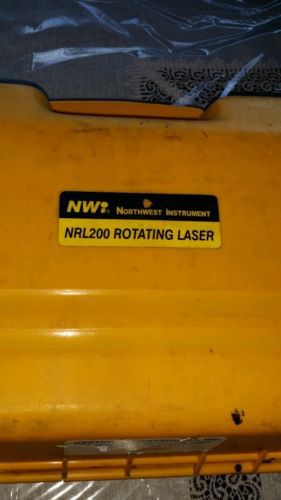 NWi® NORTHWEST INSTRUMENT
NRL200 ROTATING LASER